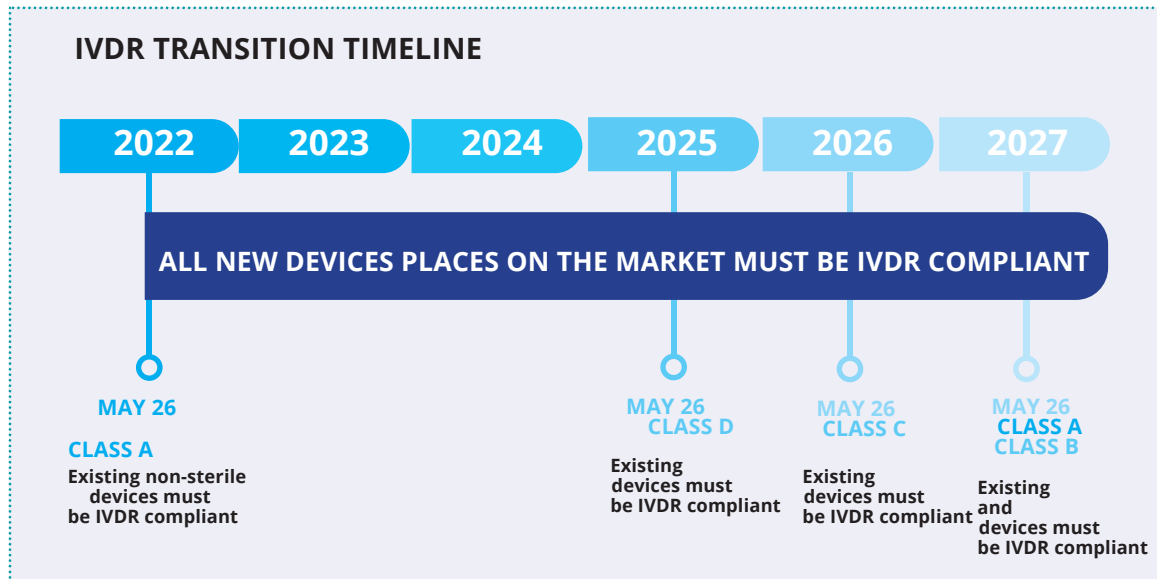 IVDR TRANSITION TIMELINE
2022 2023 2024 2025 2026 2027
ALL NEW DEVICES PLACES ON THE MARKET MUST BE IVDR COMPLIANT
MAY 26
CLASS A
Existing non-sterile
devices must
be IVDR compliant
MAY 26
CLASS D
Existing
devices must
be IVDR compliant
MAY 26
CLASS C
Existing
devices must
be IVDR compliant
MAY 26
CLASS A
CLASS B
Existing
and
devices must
be IVDR compliant